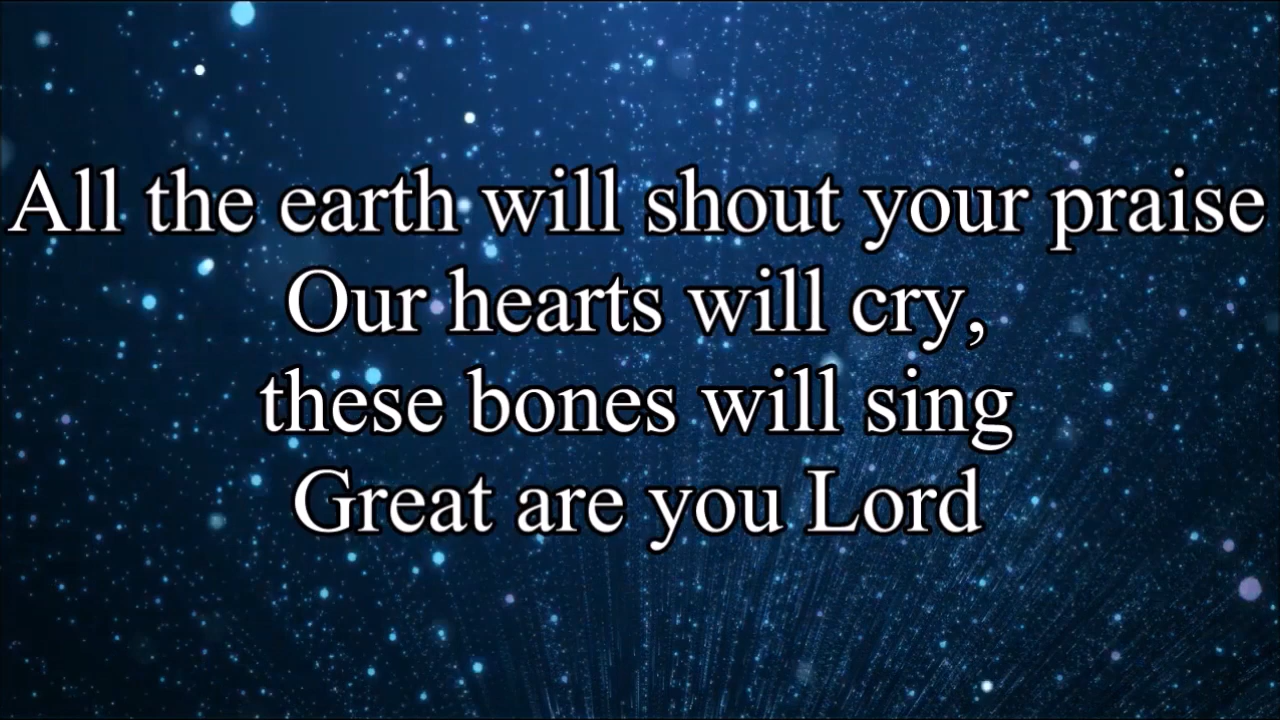 All the earth will shout your praise
Our hearts will cry,
these bones will sing
Great are you Lord